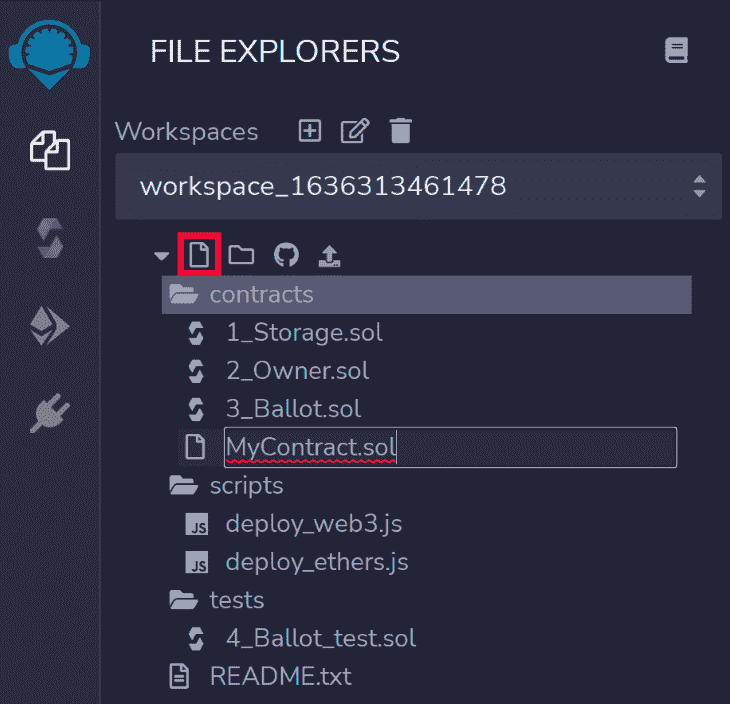 FILE EXPLORERS
Workspaces
workspace_1636313461478
contracts
1_Storage.sol
2_Owner.sol
3_Ballot.sol
MyContract.sol
scripts
JS deploy_web3.js
JS deploy_ethers.js
tests
4_Ballot_test.sol
README.txt